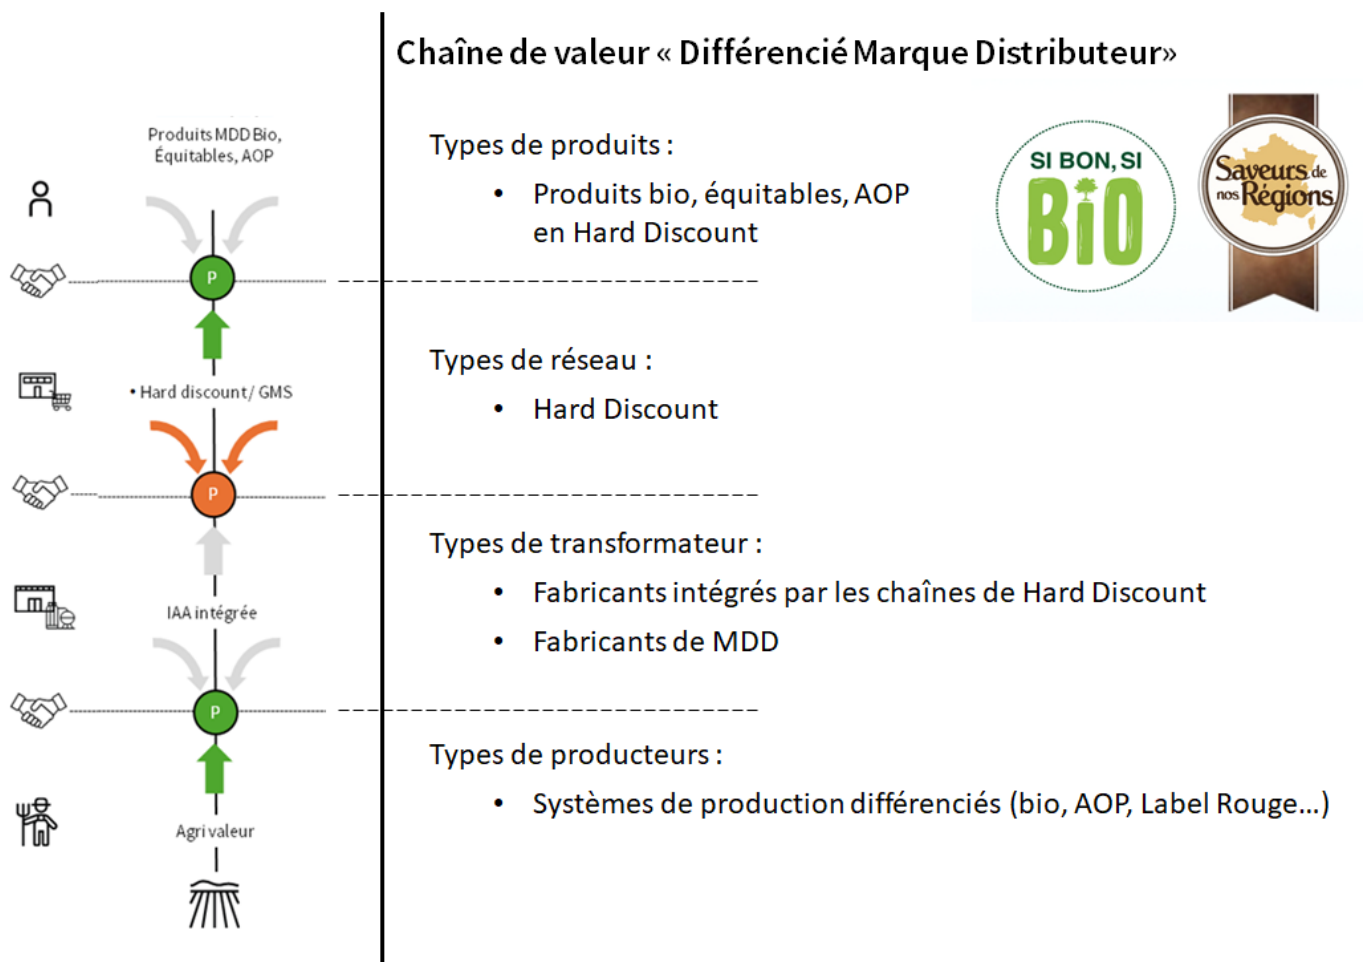 Chaîne de valeur « Différencié Marque Distributeur»
Produits MDD Bio,
Équitables, AOP
P
• Hard discount/ GMS
P
IAA intégrée
P
Agri valeur
Types de produits :
• Produits bio, équitables, AOP
en Hard Discount
SI BON, SI
BiO
Saveurs de
nos Régions
Types de réseau :
• Hard Discount
Types de transformateur :
• Fabricants intégrés par les chaînes de Hard Discount
• Fabricants de MDD
Types de producteurs :
• Systèmes de production différenciés (bio, AOP, Label Rouge…)